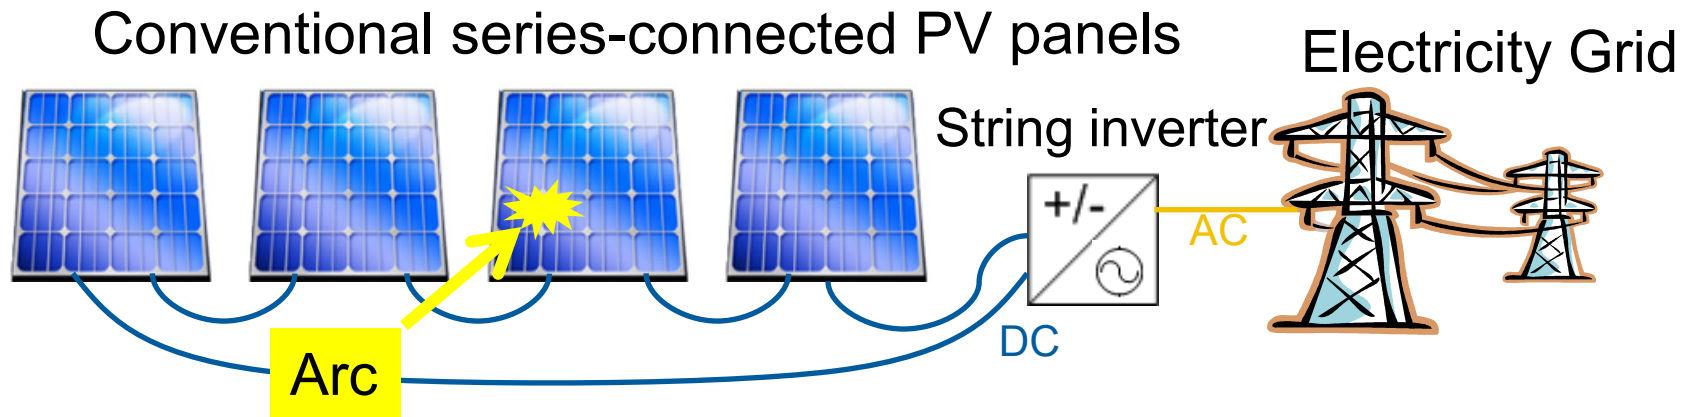 Conventional series-connected PV panels
Electricity Grid
String inverter
+/-
AC
DC
Arc